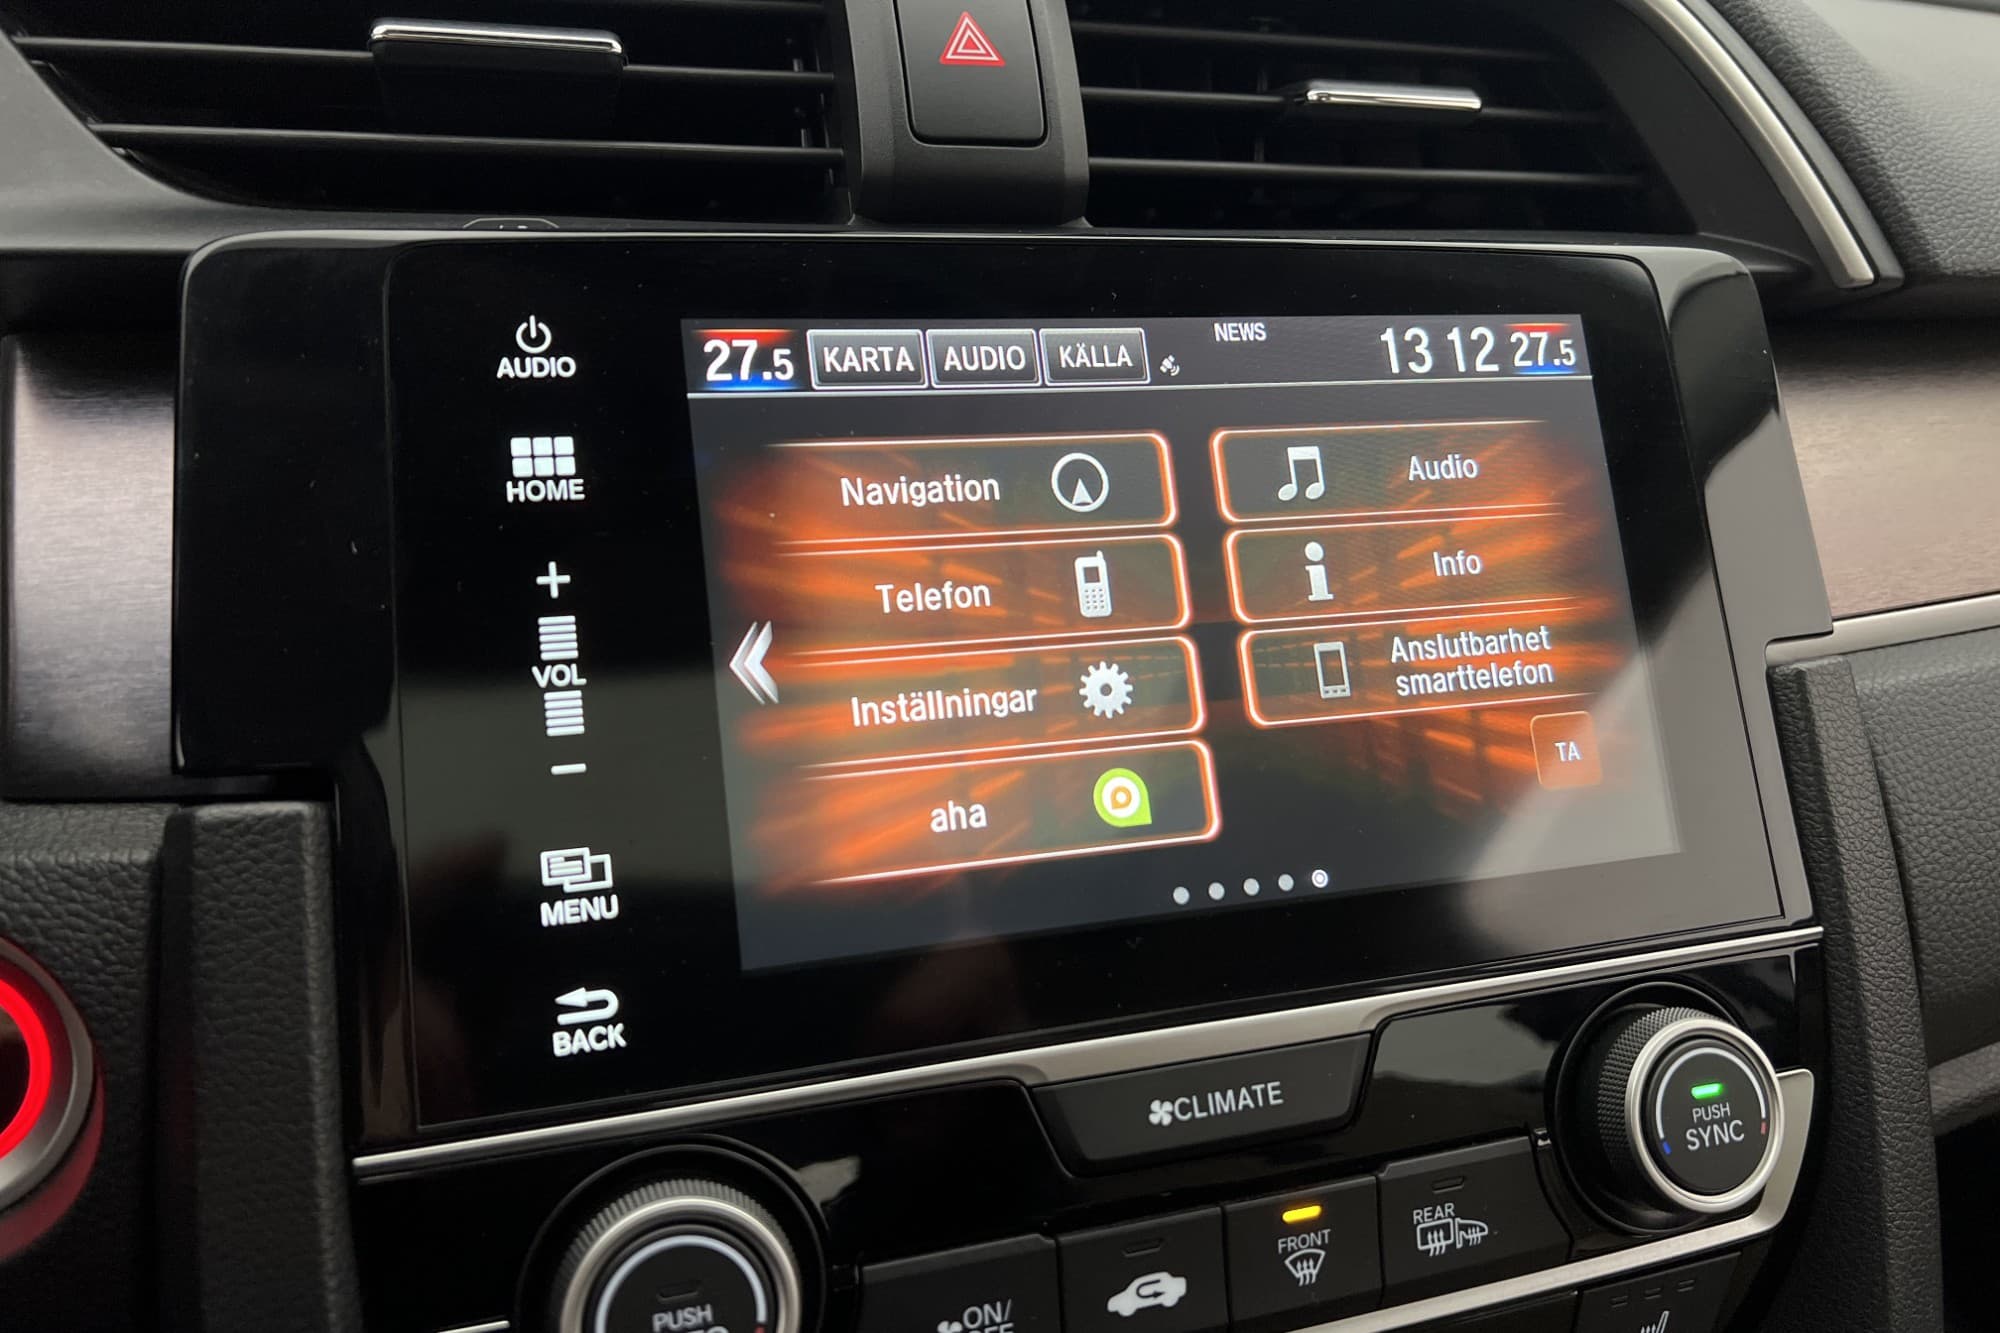 AUDIO
HOME
VOL
MENU
BACK
27.5 KARTA AUDIO KÄLLA NEWS 13 12 27.5
Navigation
Telefon
Inställningar
aha
Audio
Info
Anslutbarhet
smarttelefon
TA
CLIMATE
PUSH
SYNC
PUSH
ON/
FRONT
REAR